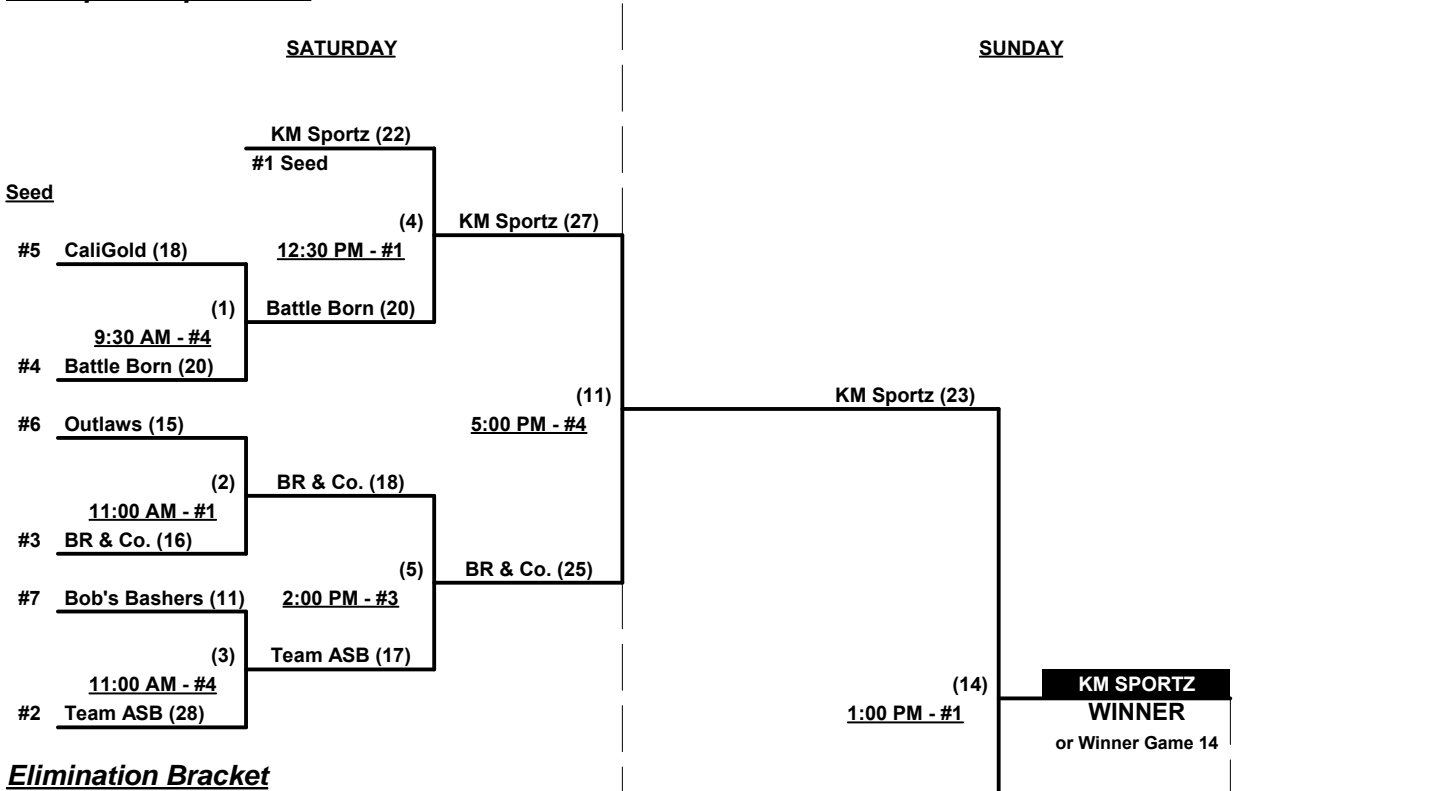 SATURDAY
SUNDAY
KM Sportz (22)
#1 Seed
Seed
(4)
KM Sportz (27)
#5 CaliGold (18)
12:30 PM - #1
(1)
Battle Born (20)
9:30 AM - #4
#4 Battle Born (20)
(11)
KM Sportz (23)
#6 Outlaws (15)
5:00 PM - #4
(2)
BR & Co. (18)
11:00 AM - #1
#3 BR & Co. (16)
(5)
BR & Co. (25)
#7 Bob's Bashers (11)
2:00 PM - #3
(3)
Team ASB (17)
11:00 AM - #4
(14)
KM SPORTZ
#2 Team ASB (28)
1:00 PM - #1
WINNER
or Winner Game 14
Elimination Bracket